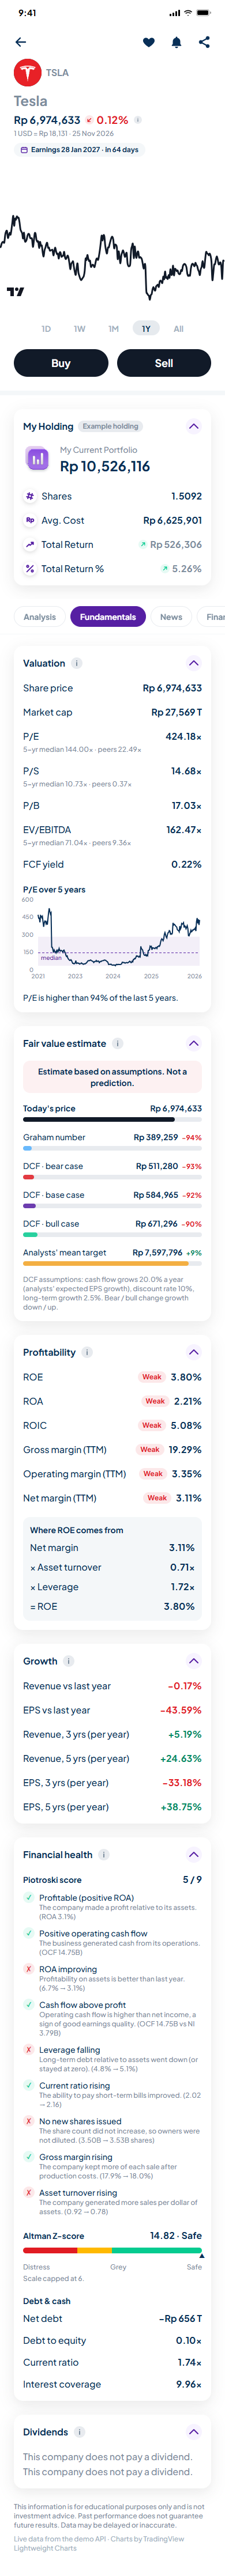 9:41
TSLA
Tesla
Rp 6,974,633 0.12% i
1 USD = Rp 18,131 · 25 Nov 2026
Earnings 28 Jan 2027 · in 64 days
1D 1W 1M 1Y All
Buy Sell
My Holding Example holding
My Current Portfolio
Rp 10,526,116
Shares 1.5092
Rp Avg. Cost Rp 6,625,901
Total Return Rp 526,306
Total Return % 5.26%
Analysis Fundamentals News Finan
Valuation i
Share price Rp 6,974,633
Market cap Rp 27,569 T
P/E 424.18×
5-yr median 144.00× · peers 22.49×
P/S 14.68×
5-yr median 10.73× · peers 0.37×
P/B 17.03×
EV/EBITDA 162.47×
5-yr median 71.04× · peers 9.36×
FCF yield 0.22%
P/E over 5 years
600
450
300
150
median
0
2021 2023 2024 2025 2026
P/E is higher than 94% of the last 5 years.
Fair value estimate i
Estimate based on assumptions. Not a
prediction.
Today's price Rp 6,974,633
Graham number Rp 389,259 -94%
DCF · bear case Rp 511,280 -93%
DCF · base case Rp 584,965 -92%
DCF · bull case Rp 671,296 -90%
Analysts' mean target Rp 7,597,796 +9%
DCF assumptions: cash flow grows 20.0% a year
(analysts' expected EPS growth), discount rate 10%,
long-term growth 2.5%. Bear / bull change growth
down / up.
Profitability i
ROE Weak 3.80%
ROA Weak 2.21%
ROIC Weak 5.08%
Gross margin (TTM) Weak 19.29%
Operating margin (TTM) Weak 3.35%
Net margin (TTM) Weak 3.11%
Where ROE comes from
Net margin 3.11%
× Asset turnover 0.71×
× Leverage 1.72×
= ROE 3.80%
Growth i
Revenue vs last year -0.17%
EPS vs last year -43.59%
Revenue, 3 yrs (per year) +5.19%
Revenue, 5 yrs (per year) +24.63%
EPS, 3 yrs (per year) -33.18%
EPS, 5 yrs (per year) +38.75%
Financial health i
Piotroski score 5 / 9
✓ Profitable (positive ROA)
The company made a profit relative to its assets.
(ROA 3.1%)
✓ Positive operating cash flow
The business generated cash from its operations.
(OCF 14.75B)
✗ ROA improving
Profitability on assets is better than last year.
(6.7% → 3.1%)
✓ Cash flow above profit
Operating cash flow is higher than net income, a
sign of good earnings quality. (OCF 14.75B vs NI
3.79B)
✗ Leverage falling
Long-term debt relative to assets went down (or
stayed at zero). (4.8% → 5.1%)
✓ Current ratio rising
The ability to pay short-term bills improved. (2.02
→ 2.16)
✗ No new shares issued
The share count did not increase, so owners were
not diluted. (3.50B → 3.53B shares)
✓ Gross margin rising
The company kept more of each sale after
production costs. (17.9% → 18.0%)
✗ Asset turnover rising
The company generated more sales per dollar of
assets. (0.92 → 0.78)
Altman Z-score 14.82 · Safe
Distress Grey Safe
Scale capped at 6.
Debt & cash
Net debt -Rp 656 T
Debt to equity 0.10×
Current ratio 1.74×
Interest coverage 9.96×
Dividends i
This company does not pay a dividend.
This company does not pay a dividend.
This information is for educational purposes only and is not
investment advice. Past performance does not guarantee
future results. Data may be delayed or inaccurate.
Live data from the demo API · Charts by TradingView
Lightweight Charts